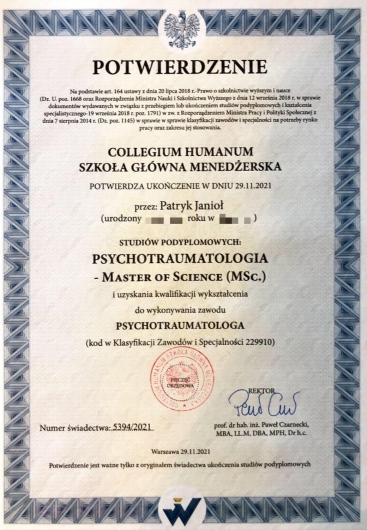 POTWIERDZENIE
Na podstawie art. 164 ustawy z dnia 20 lipca 2018 r.-Prawo o szkolnictwie wyższym i nauce
(Dz. U. poz. 1668 oraz Rozporządzeniem Ministra Nauki i Szkolnictwa Wyższego z dnia 12 września 2018 r. w sprawie
dokumentów wydawanych w związku z przebiegiem lub ukończeniem studiów podyplomowych i kształcenia
specjalistycznego-19 września 2018 r. poz. 1791) w zw. z Rozporządzeniem Ministra Pracy i Polityki Społecznej z
dnia 7 sierpnia 2014 r. (Dz. poz. 1145) w sprawie w sprawie klasyfikacji zawodów i specjalności na potrzeby rynku
pracy oraz zakresu jej stosowania.
COLLEGIUM HUMANUM
SZKOŁA GŁÓWNA MENEDŻERSKA
POTWIERDZA UKOŃCZENIE W DNIU 29.11.2021
przez: Patryk Janioł
(urodzony roku w )
STUDIÓW PODYPLOMOWYCH:
PSYCHOTRAUMATOLOGIA
- MASTER OF SCIENCE (MSC.)
i uzyskania kwalifikacji wykształcenia
do wykonywania zawodu
PSYCHOTRAUMATOLOGA
(kod w Klasyfikacji Zawodów i Specjalności 229910)
PIECZĘĆ
URZĘDOWA
REKTOR
Numer świadectwa: 5394/2021
prof. dr hab. inż. Paweł Czarnecki,
MBA, LL.M, DBA, MPH, Dr h.c.
Warszawa 29.11.2021
Potwierdzenie jest ważne tylko z oryginałem świadectwa ukończenia studiów podyplomowych